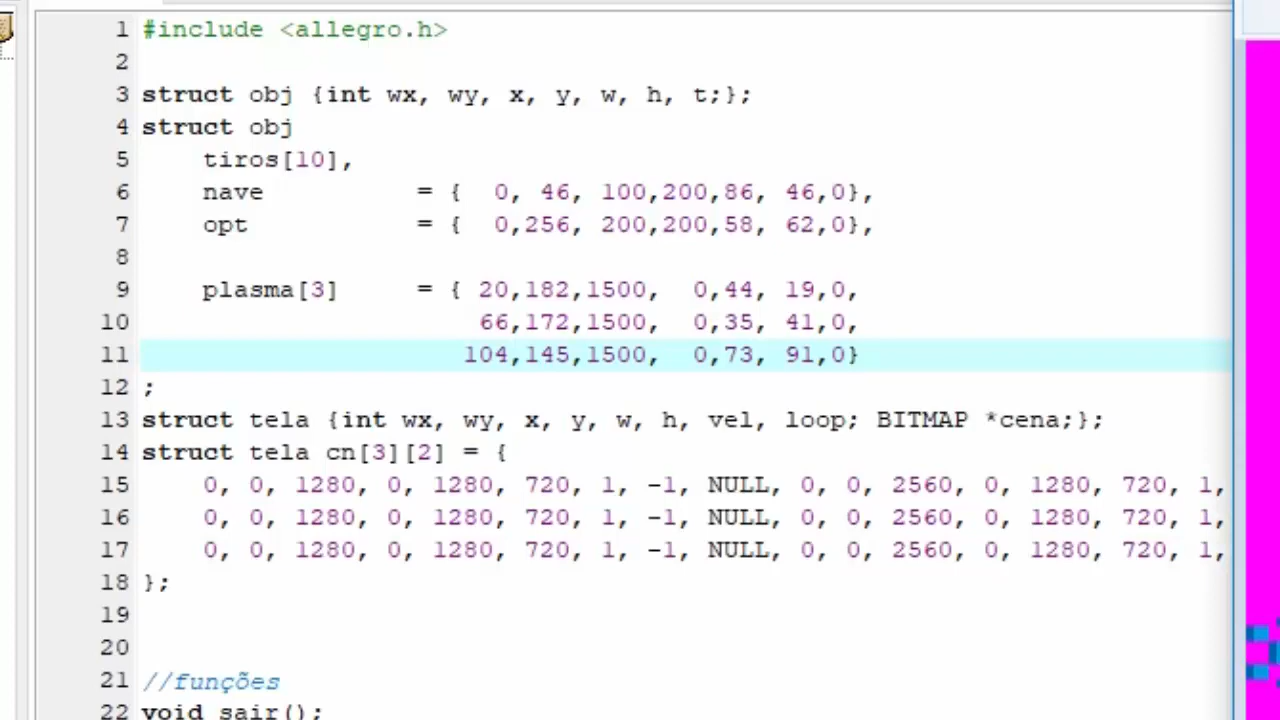 1 #include <allegro.h>
2
3 struct obj {int wx, wy, x, y, w, h, t;};
4 struct obj
5 tiros[10],
6 nave = { 0, 46, 100,200,86, 46,0},
7 opt = { 0,256, 200,200,58, 62,0},
8
9 plasma[3] = { 20,182,1500, 0,44, 19,0,
10 66,172,1500, 0,35, 41,0,
11 104,145,1500, 0,73, 91,0}
12 ;
13 struct tela {int wx, wy, x, y, w, h, vel, loop; BITMAP *cena;};
14 struct tela cn[3][2] = {
15 0, 0, 1280, 0, 1280, 720, 1, -1, NULL, 0, 0, 2560, 0, 1280, 720, 1,
16 0, 0, 1280, 0, 1280, 720, 1, -1, NULL, 0, 0, 2560, 0, 1280, 720, 1,
17 0, 0, 1280, 0, 1280, 720, 1, -1, NULL, 0, 0, 2560, 0, 1280, 720, 1,
18 };
19
20
21 //funções
22 void sair();